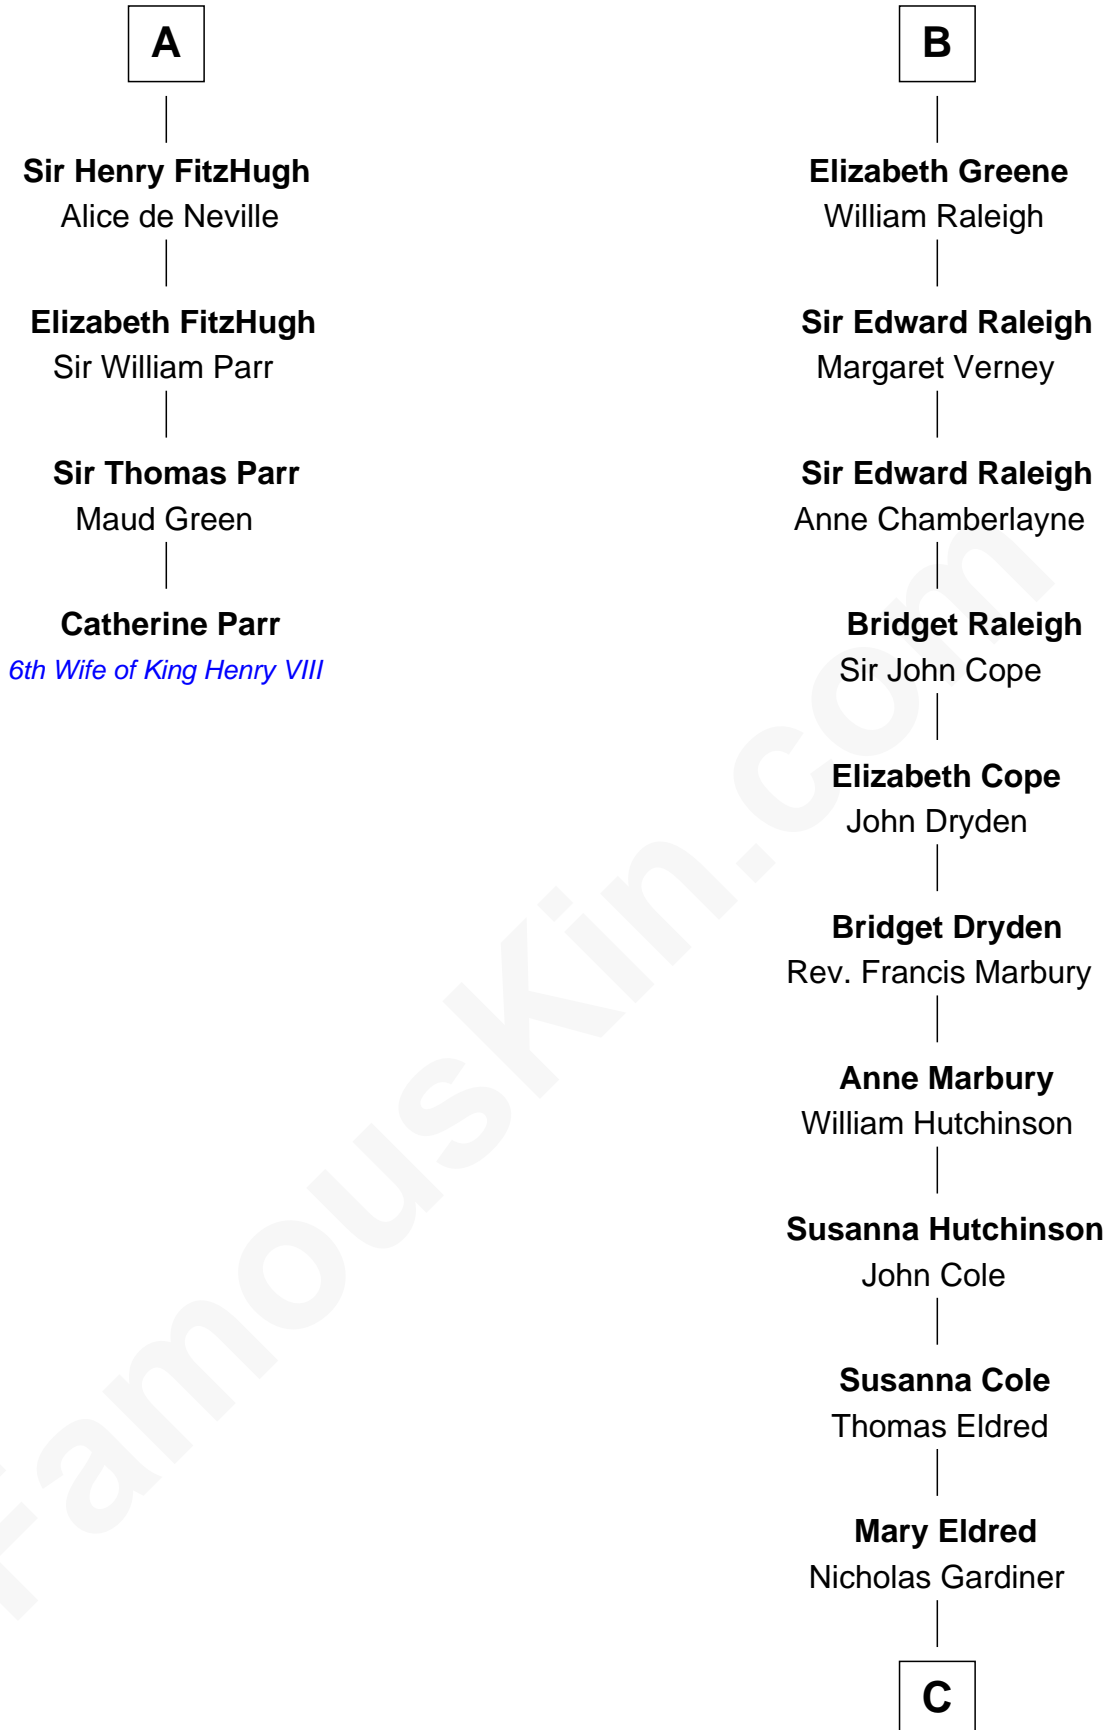 A
Sir Henry FitzHugh
Alice de Neville
Elizabeth FitzHugh
Sir William Parr
Sir Thomas Parr
Maud Green
Catherine Parr
6th Wife of King Henry VIII
B
Elizabeth Greene
William Raleigh
Sir Edward Raleigh
Margaret Verney
Sir Edward Raleigh
Anne Chamberlayne
Bridget Raleigh
Sir John Cope
Elizabeth Cope
John Dryden
Bridget Dryden
Rev. Francis Marbury
Anne Marbury
William Hutchinson
Susanna Hutchinson
John Cole
Susanna Cole
Thomas Eldred
Mary Eldred
Nicholas Gardiner
C
FamousKin.com